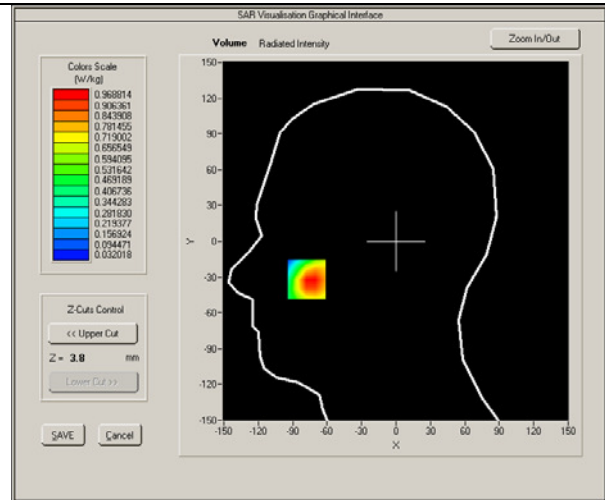 SAR Visualisation Graphical Interface
Volume Radiated Intensity
Zoom In/Out
Colors Scale
(W/kg)
0.968814
0.906361
0.843908
0.781455
0.719002
0.656549
0.594095
0.531642
0.469189
0.406736
0.344283
0.281830
0.219377
0.156924
0.094471
0.032018
Z-Cuts Control
<< Upper Cut
Z = 3.8 mm
Lower Cut >>
SAVE Cancel
150
120
90
60
30
0
-30
-60
-90
-120
-150
Y
-150 -120 -90 -60 -30 0 30 60 90 120 150
X